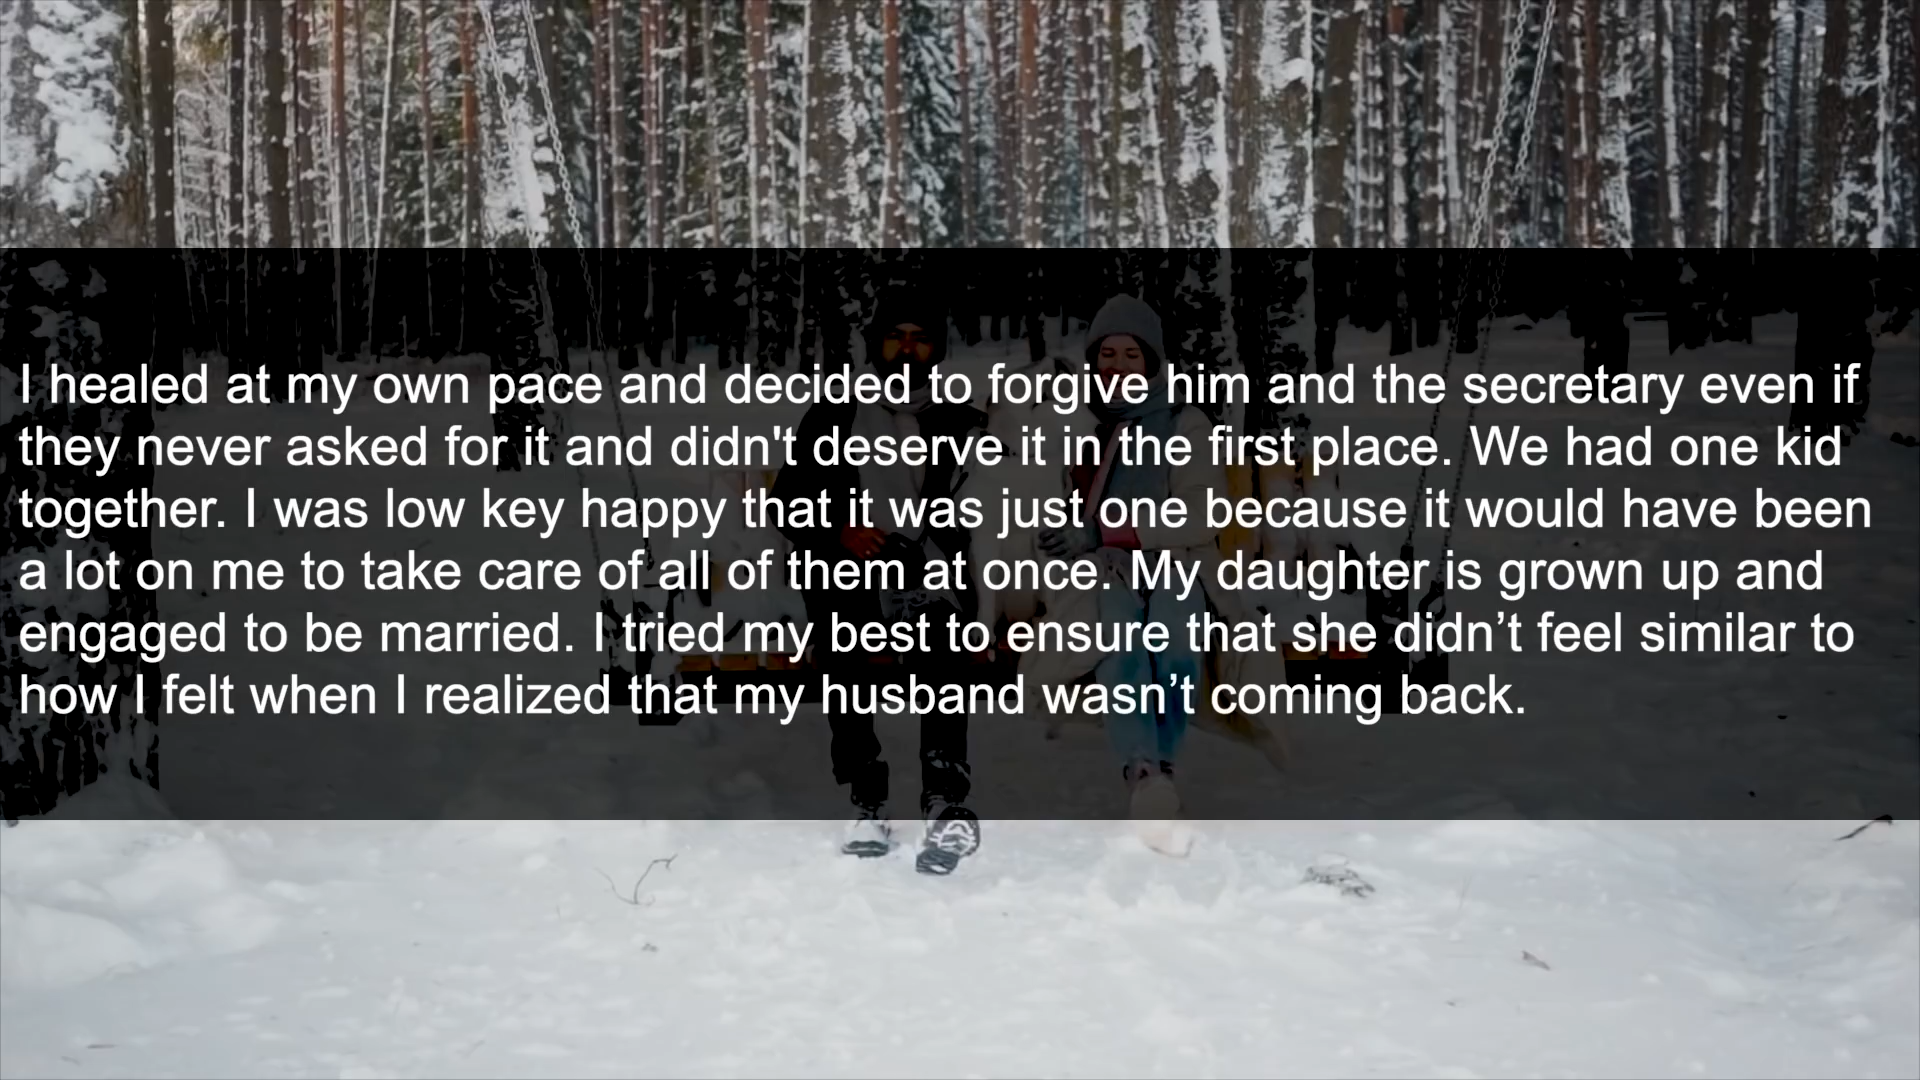 I healed at my own pace and decided to forgive him and the secretary even if
they never asked for it and didn't deserve it in the first place. We had one kid
together. I was low key happy that it was just one because it would have been
a lot on me to take care of all of them at once. My daughter is grown up and
engaged to be married. I tried my best to ensure that she didn’t feel similar to
how I felt when I realized that my husband wasn’t coming back.